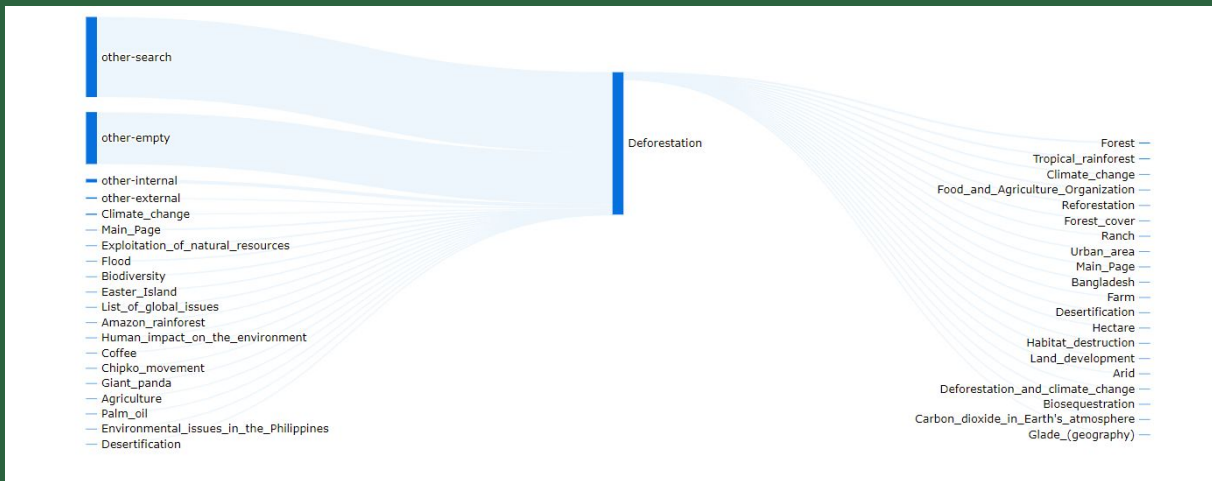 other-search
other-empty
other-internal
other-external
Climate_change
Main_Page
Exploitation_of_natural_resources
Flood
Biodiversity
Easter_Island
List_of_global_issues
Amazon_rainforest
Human_impact_on_the_environment
Coffee
Chipko_movement
Giant_panda
Agriculture
Palm_oil
Environmental_issues_in_the_Philippines
Desertification
Deforestation
Forest
Tropical_rainforest
Climate_change
Food_and_Agriculture_Organization
Reforestation
Forest_cover
Ranch
Urban_area
Main_Page
Bangladesh
Farm
Desertification
Hectare
Habitat_destruction
Land_development
Arid
Deforestation_and_climate_change
Biosequestration
Carbon_dioxide_in_Earth's_atmosphere
Glade_(geography)